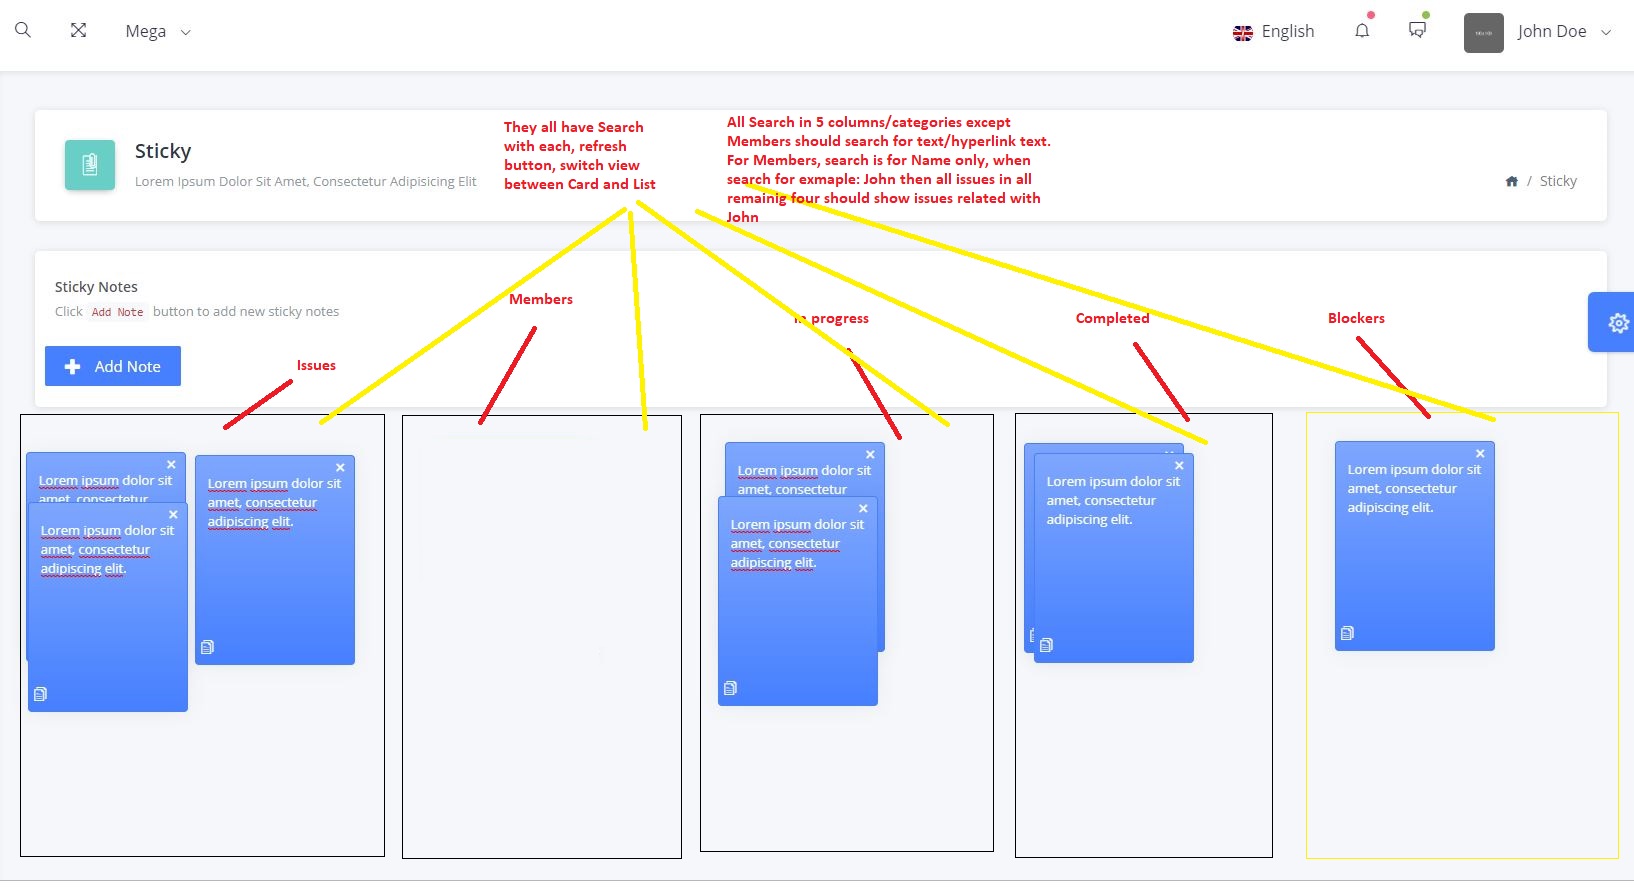 Mega
English
John Doe
Sticky
Lorem Ipsum Dolor Sit Amet, Consectetur Adipisicing Elit
They all have Search
with each, refresh
button, switch view
between Card and List
All Search in 5 columns/categories except
Members should search for text/hyperlink text.
For Members, search is for Name only, when
search for exmaple: John then all issues in all
remainig four should show issues related with
John
/ Sticky
Sticky Notes
Click Add Note button to add new sticky notes
Add Note
Issues
Members
In progress
Completed
Blockers
Lorem ipsum dolor sit
amet, consectetur
Lorem ipsum dolor sit
amet, consectetur
adipiscing elit.
Lorem ipsum dolor sit
amet, consectetur
adipiscing elit.
Lorem ipsum dolor sit
amet, consectetur
Lorem ipsum dolor sit
amet, consectetur
adipiscing elit.
Lorem ipsum dolor sit
amet, consectetur
adipiscing elit.
Lorem ipsum dolor sit
amet, consectetur
adipiscing elit.